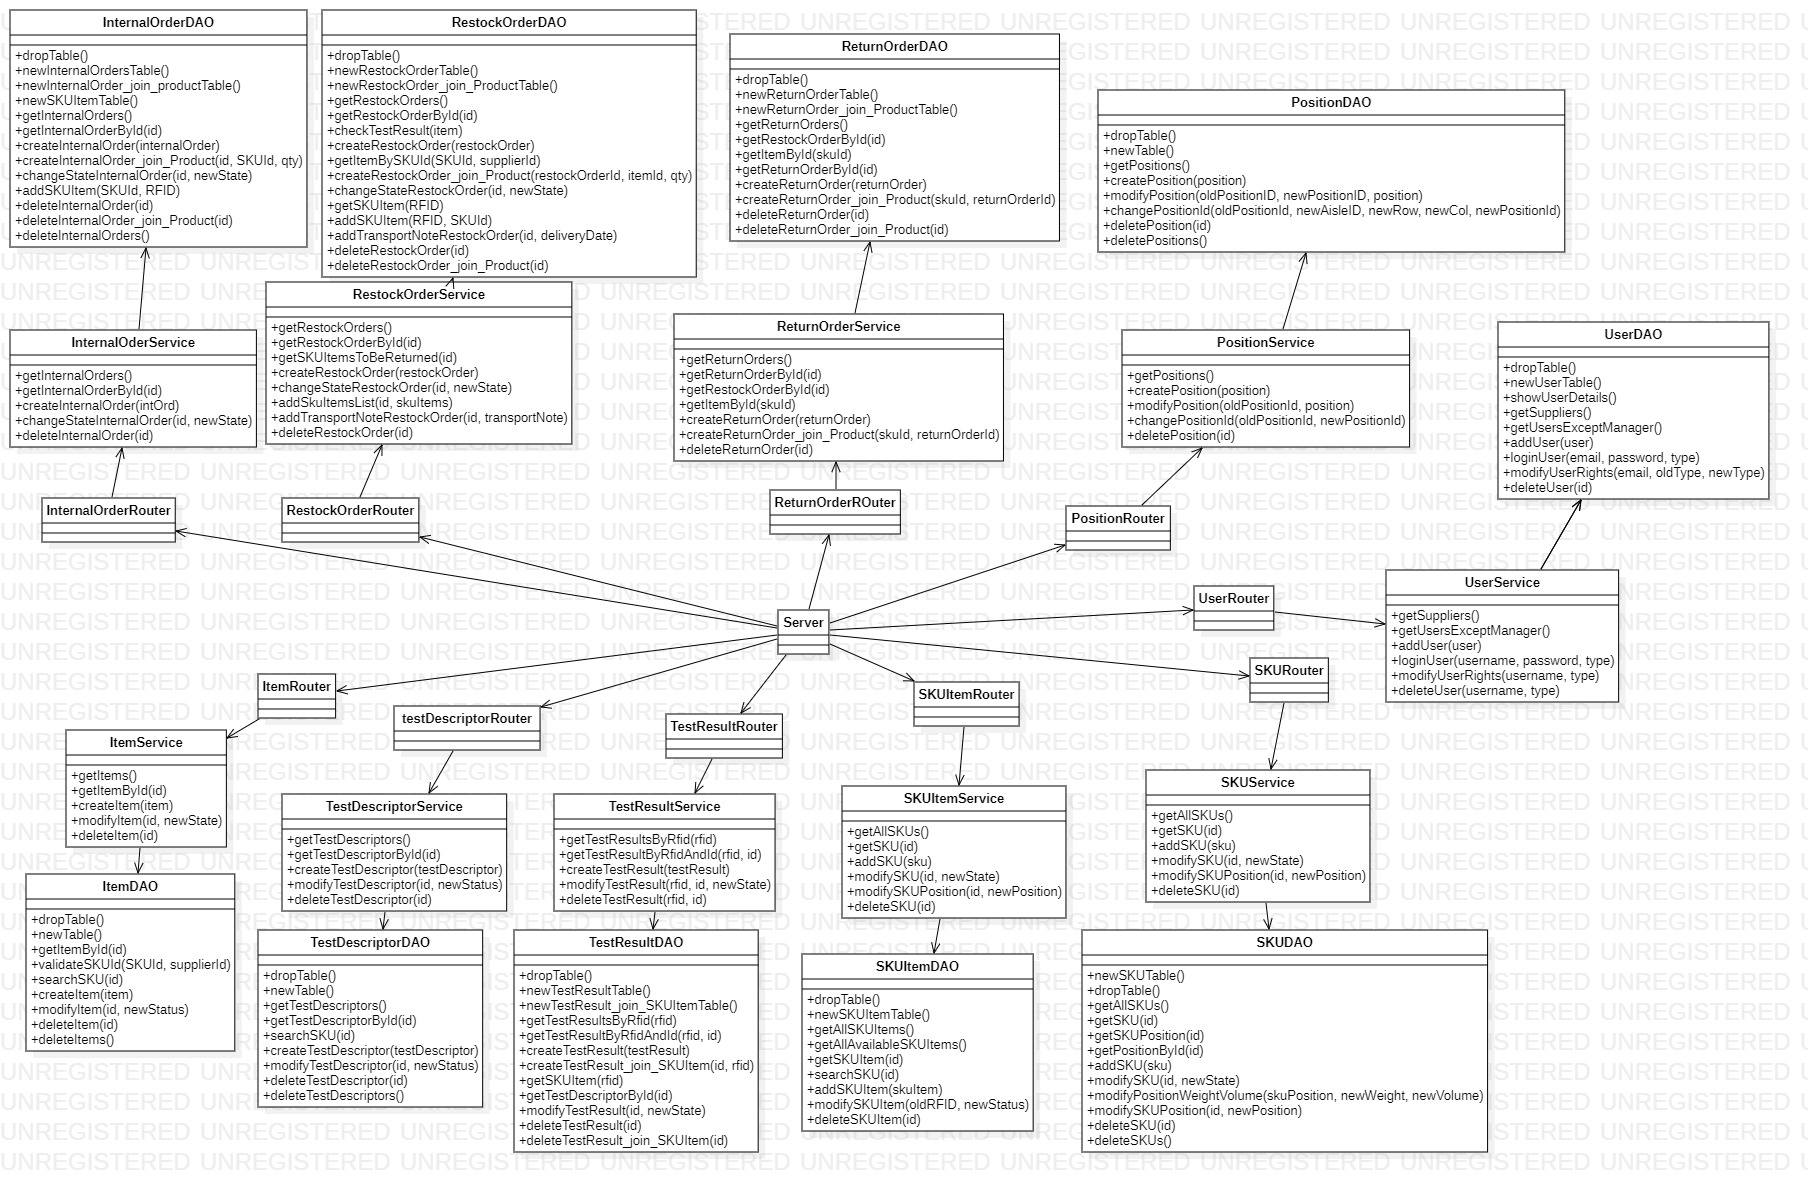 InternalOrderDAO
+dropTable()
+newInternalOrdersTable()
+newInternalOrder_join_productTable()
+newSKUItemTable()
+getInternalOrders()
+getInternalOrderById(id)
+createInternalOrder(internalOrder)
+createInternalOrder_join_Product(id, SKUId, qty)
+changeStateInternalOrder(id, newState)
+addSKUItem(SKUId, RFID)
+deleteInternalOrder(id)
+deleteInternalOrder_join_Product(id)
+deleteInternalOrders()
RestockOrderDAO
+dropTable()
+newRestockOrderTable()
+newRestockOrder_join_ProductTable()
+getRestockOrders()
+getRestockOrderById(id)
+checkTestResult(item)
+createRestockOrder(restockOrder)
+getItemBySKUId(SKUId, supplierId)
+createRestockOrder_join_Product(restockOrderId, itemId, qty)
+changeStateRestockOrder(id, newState)
+getSKUItem(RFID)
+addSKUItem(RFID, SKUId)
+addTransportNoteRestockOrder(id, deliveryDate)
+deleteRestockOrder(id)
+deleteRestockOrder_join_Product(id)
ReturnOrderDAO
+dropTable()
+newReturnOrderTable()
+newReturnOrder_join_ProductTable()
+getReturnOrders()
+getRestockOrderById(id)
+getItemById(skuId)
+getReturnOrderById(id)
+createReturnOrder(returnOrder)
+createReturnOrder_join_Product(skuId, returnOrderId)
+deleteReturnOrder(id)
+deleteReturnOrder_join_Product(id)
PositionDAO
+dropTable()
+newTable()
+getPositions()
+createPosition(position)
+modifyPosition(oldPositionID, newPositionID, position)
+changePositionId(oldPositionId, newAisleID, newRow, newCol, newPositionId)
+deletePosition(id)
+deletePositions()
InternalOderService
+getInternalOrders()
+getInternalOrderById(id)
+createInternalOrder(intOrd)
+changeStateInternalOrder(id, newState)
+deleteInternalOrder(id)
RestockOrderService
+getRestockOrders()
+getRestockOrderById(id)
+getSKUItemsToBeReturned(id)
+createRestockOrder(restockOrder)
+changeStateRestockOrder(id, newState)
+addSkuItemsList(id, skuItems)
+addTransportNoteRestockOrder(id, transportNote)
+deleteRestockOrder(id)
ReturnOrderService
+getReturnOrders()
+getReturnOrderById(id)
+getRestockOrderById(id)
+getItemById(skuId)
+createReturnOrder(returnOrder)
+createReturnOrder_join_Product(skuId, returnOrderId)
+deleteReturnOrder(id)
PositionService
+getPositions()
+createPosition(position)
+modifyPosition(oldPositionId, position)
+changePositionId(oldPositionId, newPositionId)
+deletePosition(id)
UserDAO
+dropTable()
+newUserTable()
+showUserDetails()
+getSuppliers()
+getUsersExceptManager()
+addUser(user)
+loginUser(email, password, type)
+modifyUserRights(email, oldType, newType)
+deleteUser(id)
InternalOrderRouter
RestockOrderRouter
ReturnOrderROuter
PositionRouter
Server
UserRouter
UserService
+getSuppliers()
+getUsersExceptManager()
+addUser(user)
+loginUser(username, password, type)
+modifyUserRights(username, type)
+deleteUser(username, type)
ItemRouter
testDescriptorRouter
TestResultRouter
SKUItemRouter
SKURouter
ItemService
+getItems()
+getItemById(id)
+createItem(item)
+modifyItem(id, newState)
+deleteItem(id)
TestDescriptorService
+getTestDescriptors()
+getTestDescriptorById(id)
+createTestDescriptor(testDescriptor)
+modifyTestDescriptor(id, newStatus)
+deleteTestDescriptor(id)
TestResultService
+getTestResultsByRfid(rfid)
+getTestResultByRfidAndId(rfid, id)
+createTestResult(testResult)
+modifyTestResult(rfid, id, newState)
+deleteTestResult(rfid, id)
SKUItemService
+getAllSKUs()
+getSKU(id)
+addSKU(sku)
+modifySKU(id, newState)
+modifySKUPosition(id, newPosition)
+deleteSKU(id)
SKUService
+getAllSKUs()
+getSKU(id)
+addSKU(sku)
+modifySKU(id, newState)
+modifySKUPosition(id, newPosition)
+deleteSKU(id)
ItemDAO
+dropTable()
+newTable()
+getItemById(id)
+validateSKUId(SKUId, supplierId)
+searchSKU(id)
+createItem(item)
+modifyItem(id, newStatus)
+deleteItem(id)
+deleteItems()
TestDescriptorDAO
+dropTable()
+newTable()
+getTestDescriptors()
+getTestDescriptorById(id)
+searchSKU(id)
+createTestDescriptor(testDescriptor)
+modifyTestDescriptor(id, newStatus)
+deleteTestDescriptor(id)
+deleteTestDescriptors()
TestResultDAO
+dropTable()
+newTestResultTable()
+newTestResult_join_SKUItemTable()
+getTestResultsByRfid(rfid)
+getTestResultByRfidAndId(rfid, id)
+createTestResult(testResult)
+createTestResult_join_SKUItem(id, rfid)
+getSKUItem(rfid)
+getTestDescriptorById(id)
+modifyTestResult(id, newState)
+deleteTestResult(id)
+deleteTestResult_join_SKUItem(id)
SKUItemDAO
+dropTable()
+newSKUItemTable()
+getAllSKUItems()
+getAllAvailableSKUItems()
+getSKUItem(id)
+searchSKU(id)
+addSKUItem(skuItem)
+modifySKUItem(oldRFID, newStatus)
+deleteSKUItem(id)
SKUDAO
+newSKUTable()
+dropTable()
+getAllSKUs()
+getSKU(id)
+getSKUPosition(id)
+getPositionById(id)
+addSKU(sku)
+modifySKU(id, newState)
+modifyPositionWeightVolume(skuPosition, newWeight, newVolume)
+modifySKUPosition(id, newPosition)
+deleteSKU(id)
+deleteSKUs()